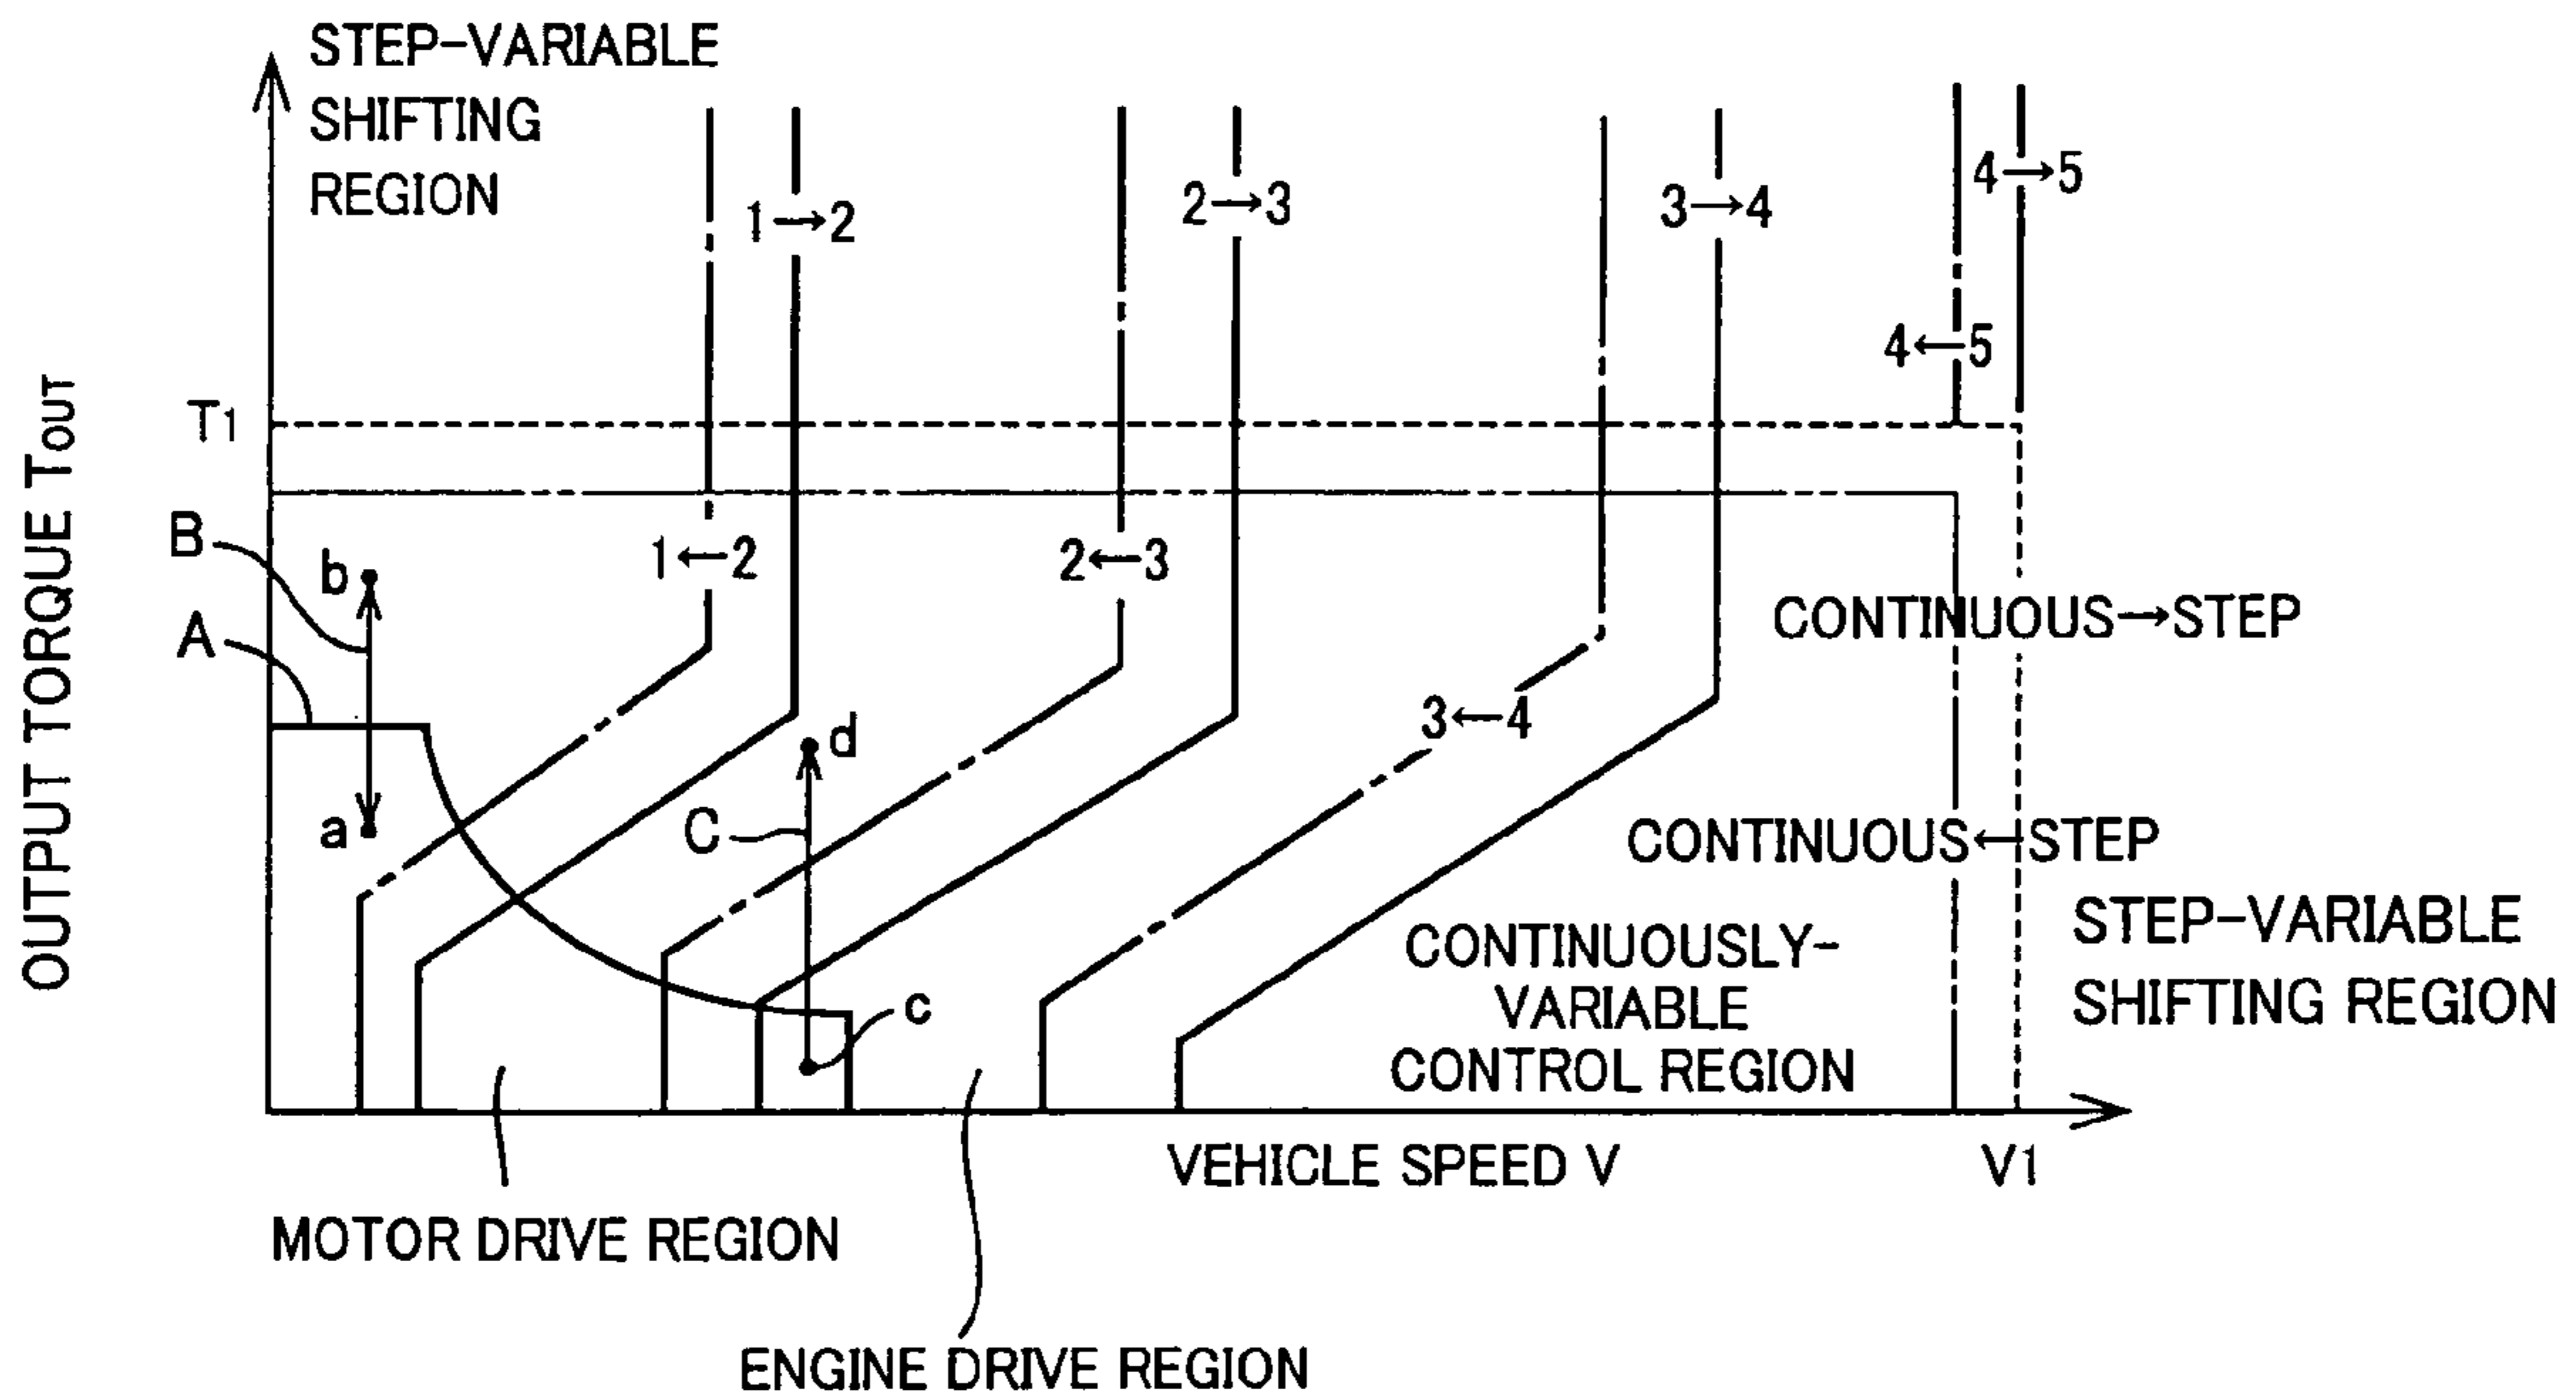 STEP-VARIABLE
SHIFTING
REGION
1→2
2→3
3→4
4→5
4←5
OUTPUT TORQUE TOUT
T1
B
b
1←2
2←3
A
CONTINUOUS→STEP
3←4
d
C
a
CONTINUOUS←STEP
STEP-VARIABLE
SHIFTING REGION
CONTINUOUSLY-
VARIABLE
CONTROL REGION
c
VEHICLE SPEED V
V1
MOTOR DRIVE REGION
ENGINE DRIVE REGION